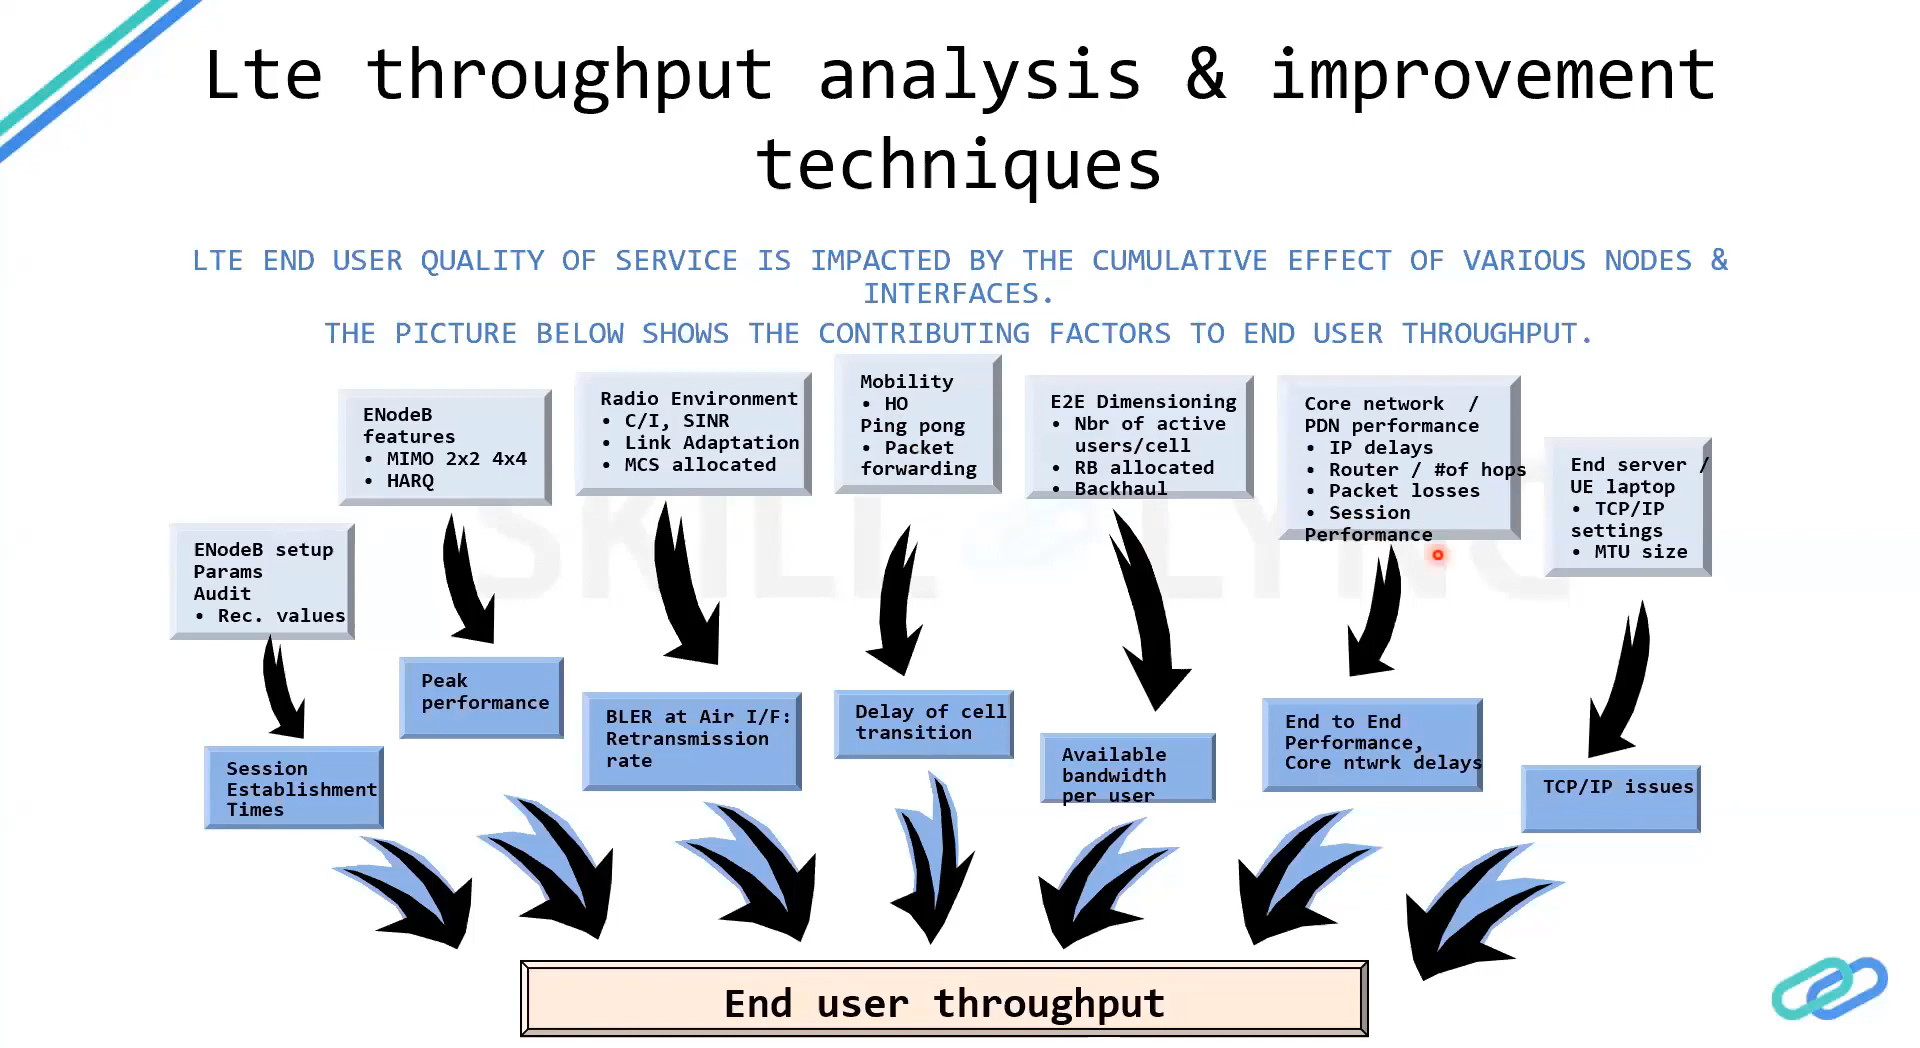 Lte throughput analysis & improvement
techniques
LTE END USER QUALITY OF SERVICE IS IMPACTED BY THE CUMULATIVE EFFECT OF VARIOUS NODES &
INTERFACES.
THE PICTURE BELOW SHOWS THE CONTRIBUTING FACTORS TO END USER THROUGHPUT.
ENodeB setup
Params
Audit
• Rec. values
ENodeB
features
• MIMO 2x2 4x4
• HARQ
Radio Environment
• C/I, SINR
• Link Adaptation
• MCS allocated
Mobility
• HO
Ping pong
• Packet
forwarding
E2E Dimensioning
• Nbr of active
users/cell
• RB allocated
• Backhaul
Core network /
PDN performance
• IP delays
• Router / #of hops
• Packet losses
• Session
Performance
End server /
UE laptop
• TCP/IP
settings
• MTU size
SKILL LYNC
Session
Establishment
Times
Peak
performance
BLER at Air I/F:
Retransmission
rate
Delay of cell
transition
Available
bandwidth
per user
End to End
Performance,
Core ntwrk delays
TCP/IP issues
End user throughput